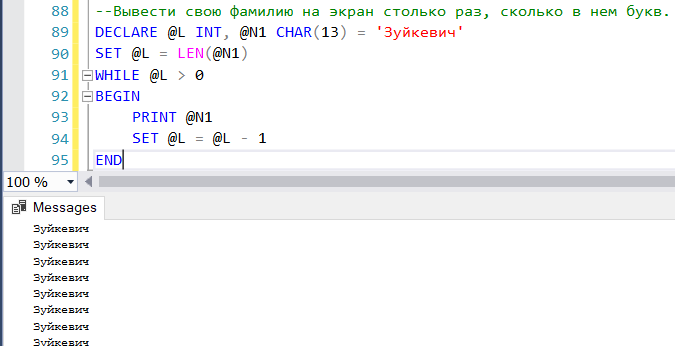 88 --Вывести свою фамилию на экран столько раз, сколько в нем букв.
89 DECLARE @L INT, @N1 CHAR(13) = 'Зуйкевич'
90 SET @L = LEN(@N1)
91 WHILE @L > 0
92 BEGIN
93 PRINT @N1
94 SET @L = @L - 1
95 END
100 %
Messages
Зуйкевич
Зуйкевич
Зуйкевич
Зуйкевич
Зуйкевич
Зуйкевич
Зуйкевич
Зуйкевич